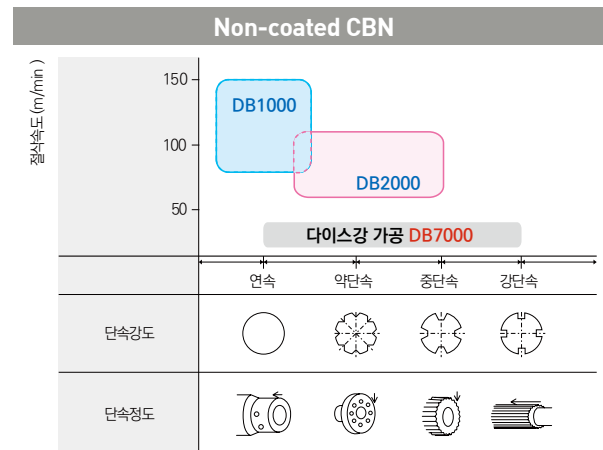 Non-coated CBN
절삭속도(m/min)
150
DB1000
100
DB2000
50
다이스강 가공 DB7000
연속 약단속 중단속 강단속
단속강도
단속정도